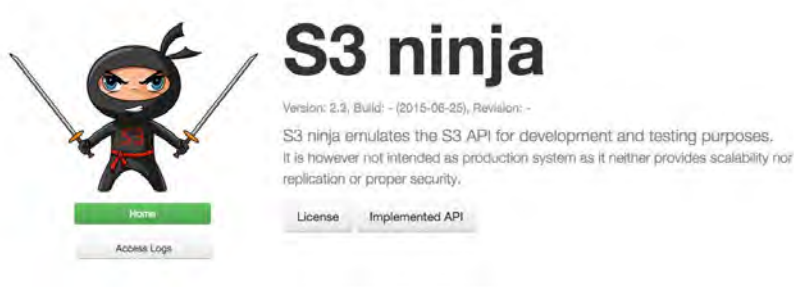 S3 ninja
Version: 2.3, Build: - (2015-06-25), Revision: -
S3 ninja emulates the S3 API for development and testing purposes.
It is however not intended as production system as it neither provides scalability nor
replication or proper security.
S3
Home
License Implemented API
Access Logs